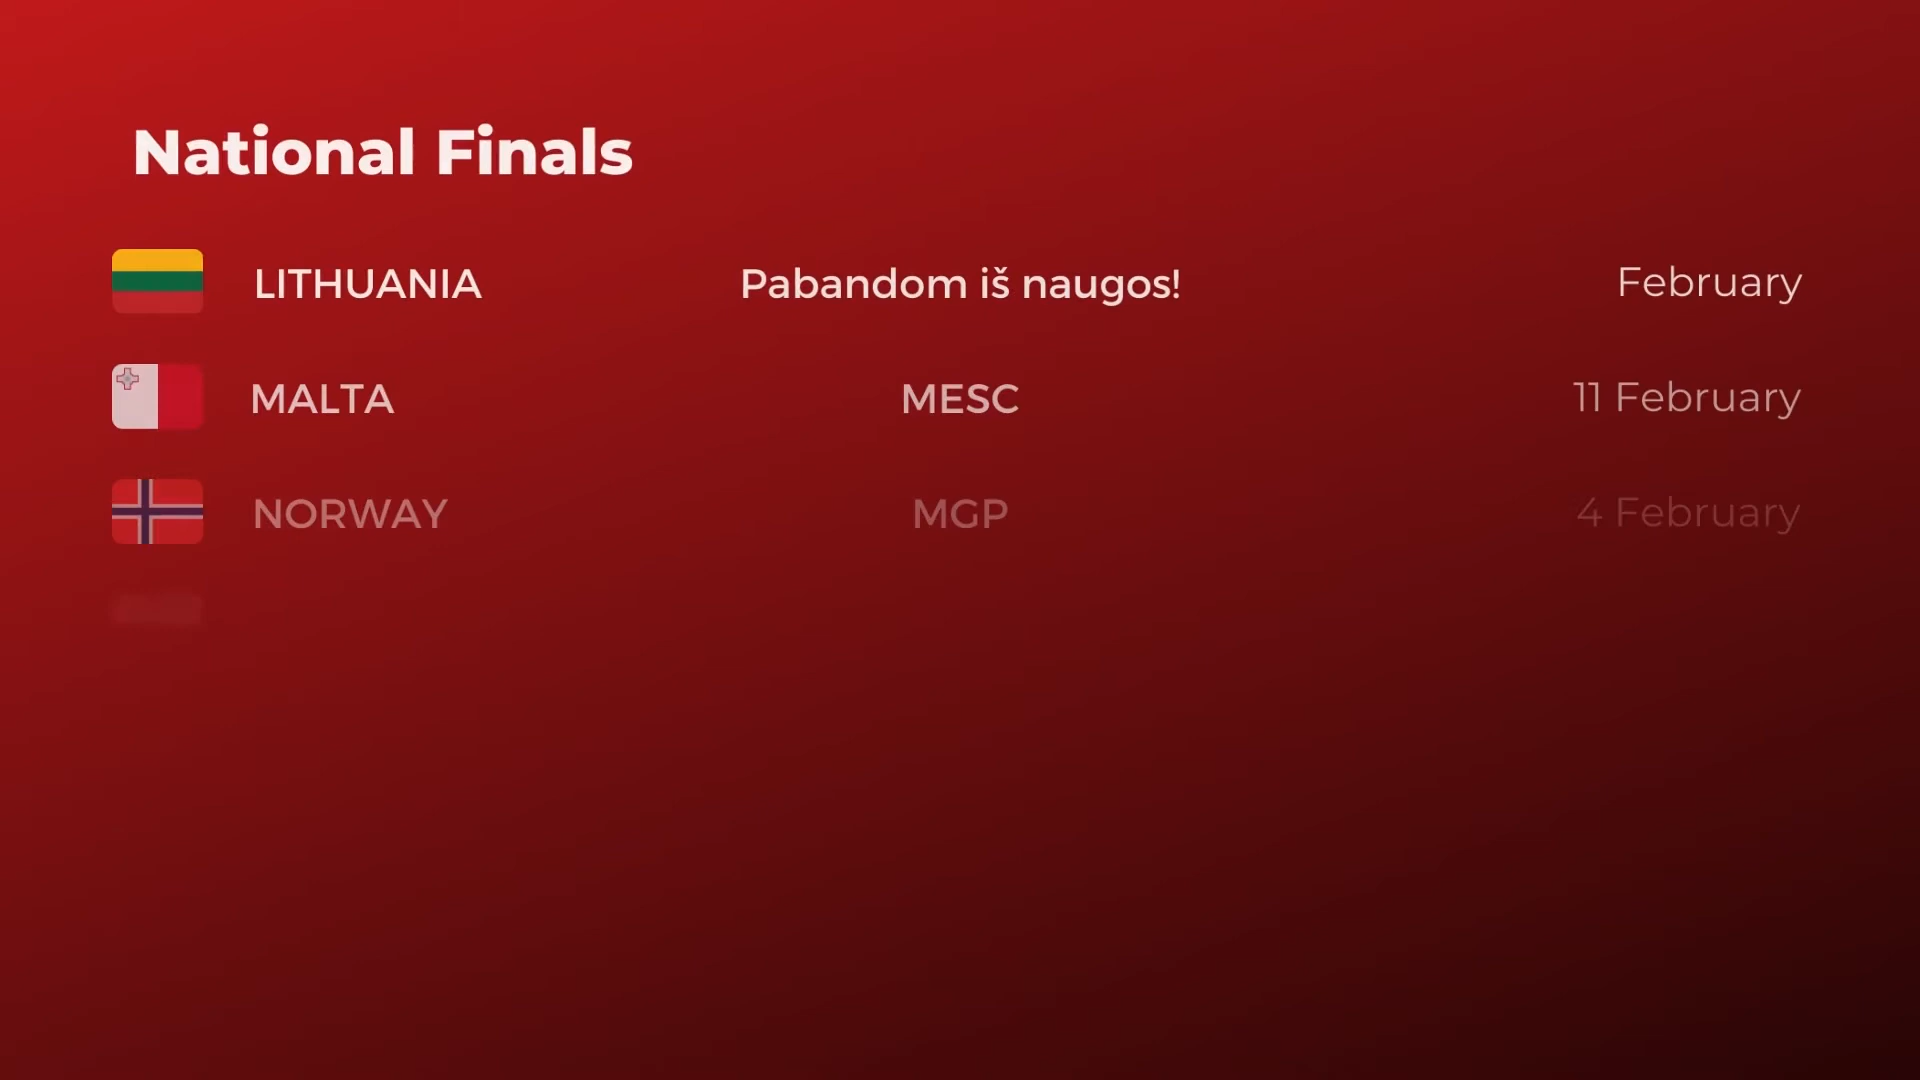 National Finals
LITHUANIA Pabandom iš naugos! February
MALTA MESC 11 February
NORWAY MGP 4 February